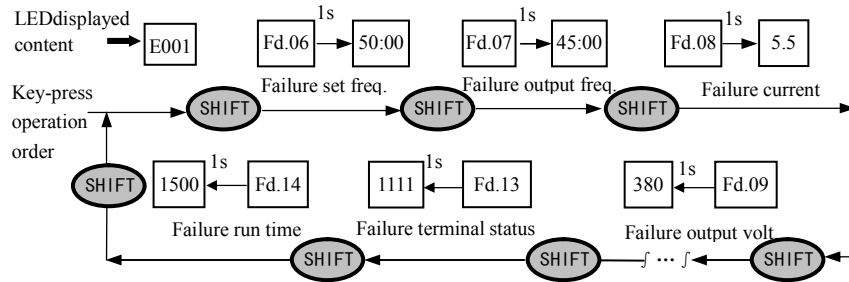 LEDdisplayed
content
E001
Fd.06
1s
50:00
Fd.07
1s
45:00
Fd.08
1s
5.5
Key-press
operation
order
SHIFT
Failure set freq.
SHIFT
Failure output freq.
SHIFT
Failure current
SHIFT
1500
1s
Fd.14
1111
1s
Fd.13
380
1s
Fd.09
Failure run time
Failure terminal status
Failure output volt
SHIFT
SHIFT
∫ ··· ∫
SHIFT